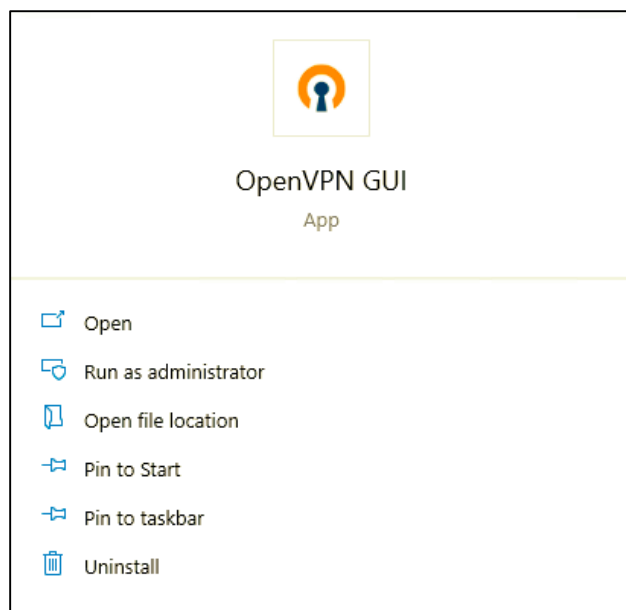 OpenVPN GUI
App
Open
Run as administrator
Open file location
Pin to Start
Pin to taskbar
Uninstall